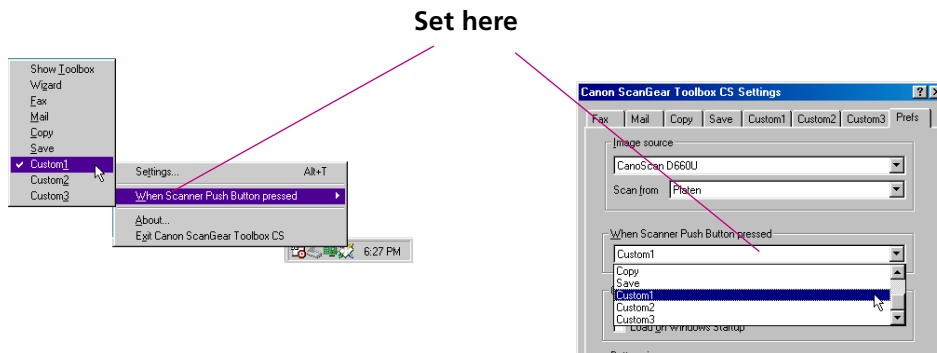 Set here
Show Toolbox
Wizard
Fax
Mail
Copy
Save
Custom1
Custom2
Custom3
Settings... Alt+T
When Scanner Push Button pressed
About...
Exit Canon ScanGear Toolbox CS
6:27 PM
Canon ScanGear Toolbox CS Settings
Fax Mail Copy Save Custom1 Custom2 Custom3 Prefs
Image source
CanoScan D660U
Scan from Platen
When Scanner Push Button pressed
Custom1
Copy
Save
Custom1
Custom2
Custom3
Load on Windows Startup